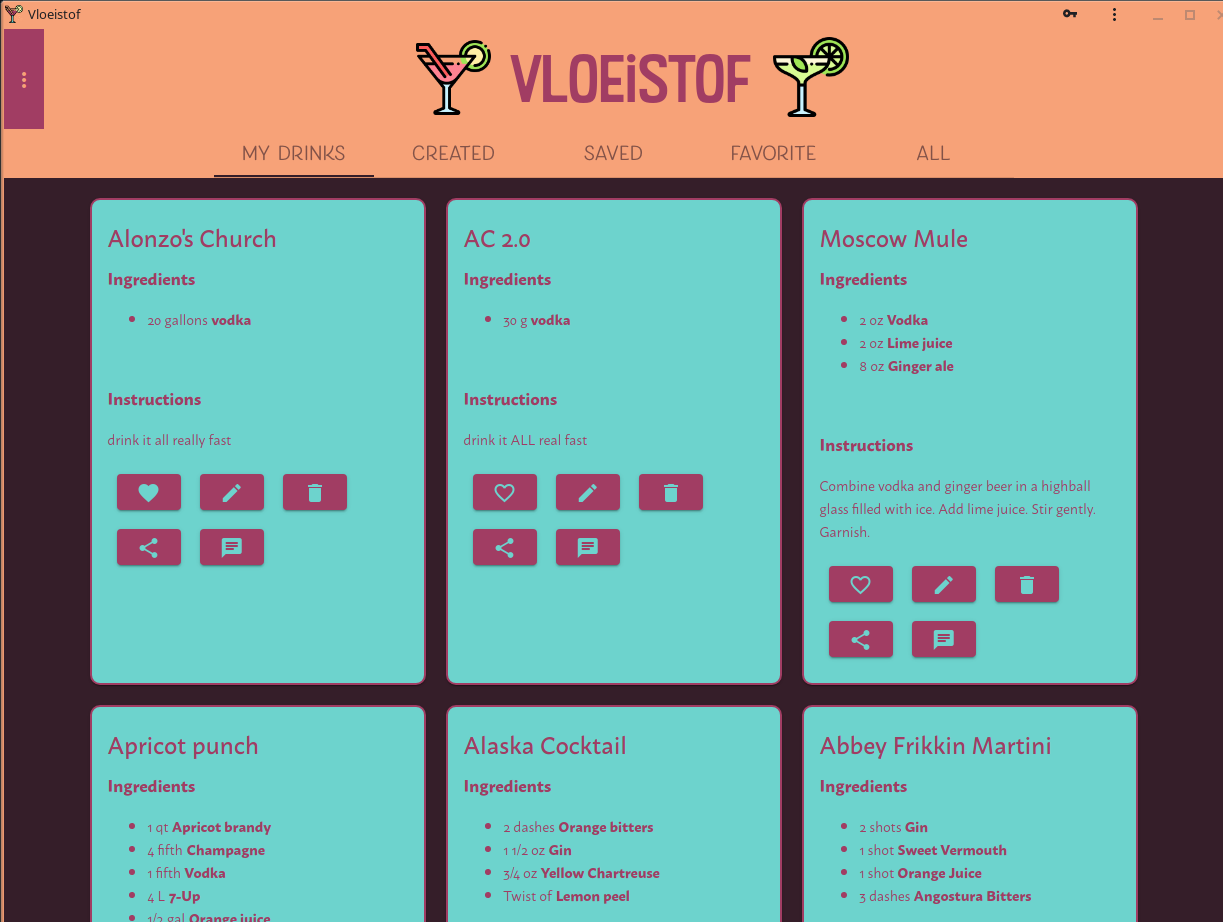 Vloeistof
VLOEiSTOF
MY DRINKS
CREATED
SAVED
FAVORITE
ALL
Alonzo's Church
Ingredients
20 gallons vodka
Instructions
drink it all really fast
AC 2.0
Ingredients
30 g vodka
Instructions
drink it ALL real fast
Moscow Mule
Ingredients
2 oz Vodka
2 oz Lime juice
8 oz Ginger ale
Instructions
Combine vodka and ginger beer in a highball
glass filled with ice. Add lime juice. Stir gently.
Garnish.
Apricot punch
Ingredients
1 qt Apricot brandy
4 fifth Champagne
1 fifth Vodka
4 L 7-Up
1/2 gal Orange juice
Alaska Cocktail
Ingredients
2 dashes Orange bitters
1 1/2 oz Gin
3/4 oz Yellow Chartreuse
Twist of Lemon peel
Abbey Frikkin Martini
Ingredients
2 shots Gin
1 shot Sweet Vermouth
1 shot Orange Juice
3 dashes Angostura Bitters